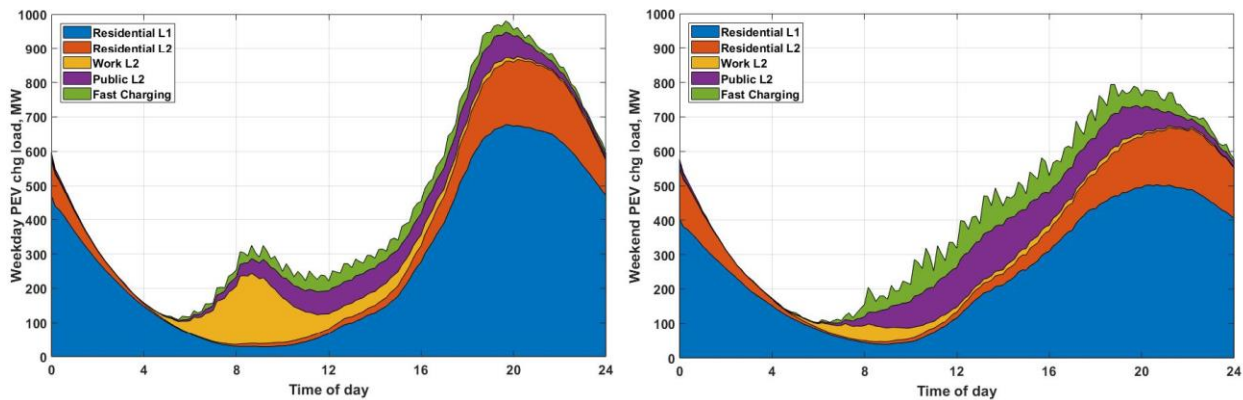 Weekday PEV chg load, MW
1000
900
800
700
600
500
400
300
200
100
0
Residential L1
Residential L2
Work L2
Public L2
Fast Charging
0 4 8 12 16 20 24
Time of day
Weekend PEV chg load, MW
1000
900
800
700
600
500
400
300
200
100
0
Residential L1
Residential L2
Work L2
Public L2
Fast Charging
0 4 8 12 16 20 24
Time of day